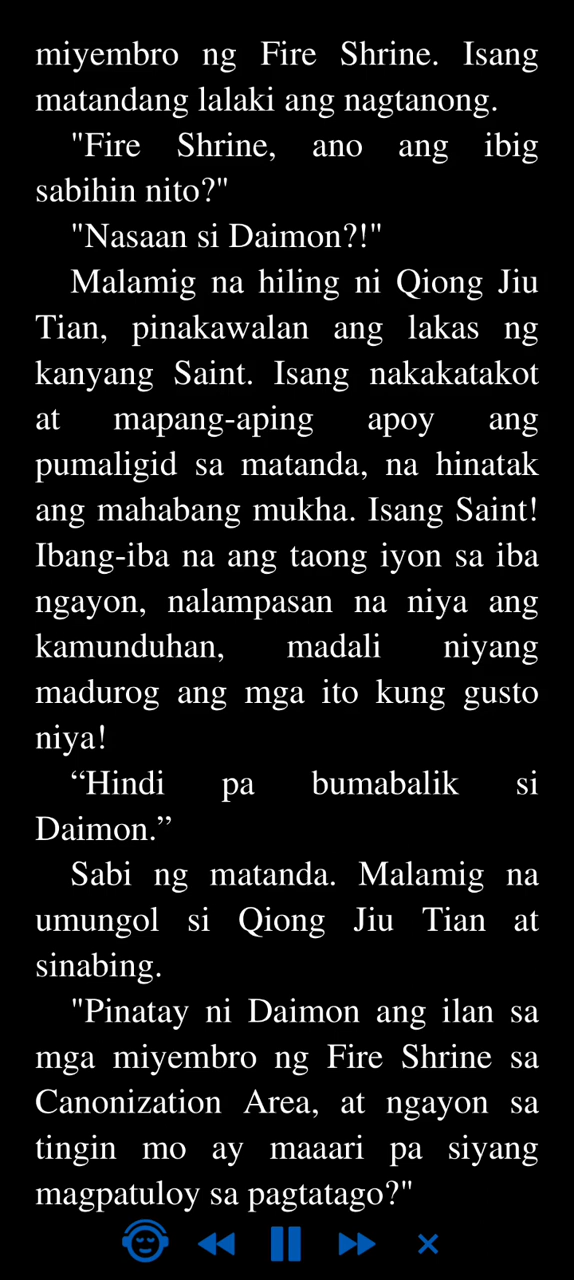 miyembro ng Fire Shrine. Isang
matandang lalaki ang nagtanong.
"Fire Shrine, ano ang ibig
sabihin nito?"
"Nasaan si Daimon?!"
Malamig na hiling ni Qiong Jiu
Tian, pinakawalan ang lakas ng
kanyang Saint. Isang nakakatakot
at mapang-aping apoy ang
pumaligid sa matanda, na hinatak
ang mahabang mukha. Isang Saint!
Ibang-iba na ang taong iyon sa iba
ngayon, nalampasan na niya ang
kamunduhan, madali niyang
madurog ang mga ito kung gusto
niya!
“Hindi pa bumabalik si
Daimon.”
Sabi ng matanda. Malamig na
umungol si Qiong Jiu Tian at
sinabing.
"Pinatay ni Daimon ang ilan sa
mga miyembro ng Fire Shrine sa
Canonization Area, at ngayon sa
tingin mo ay maaari pa siyang
magpatuloy sa pagtatago?"